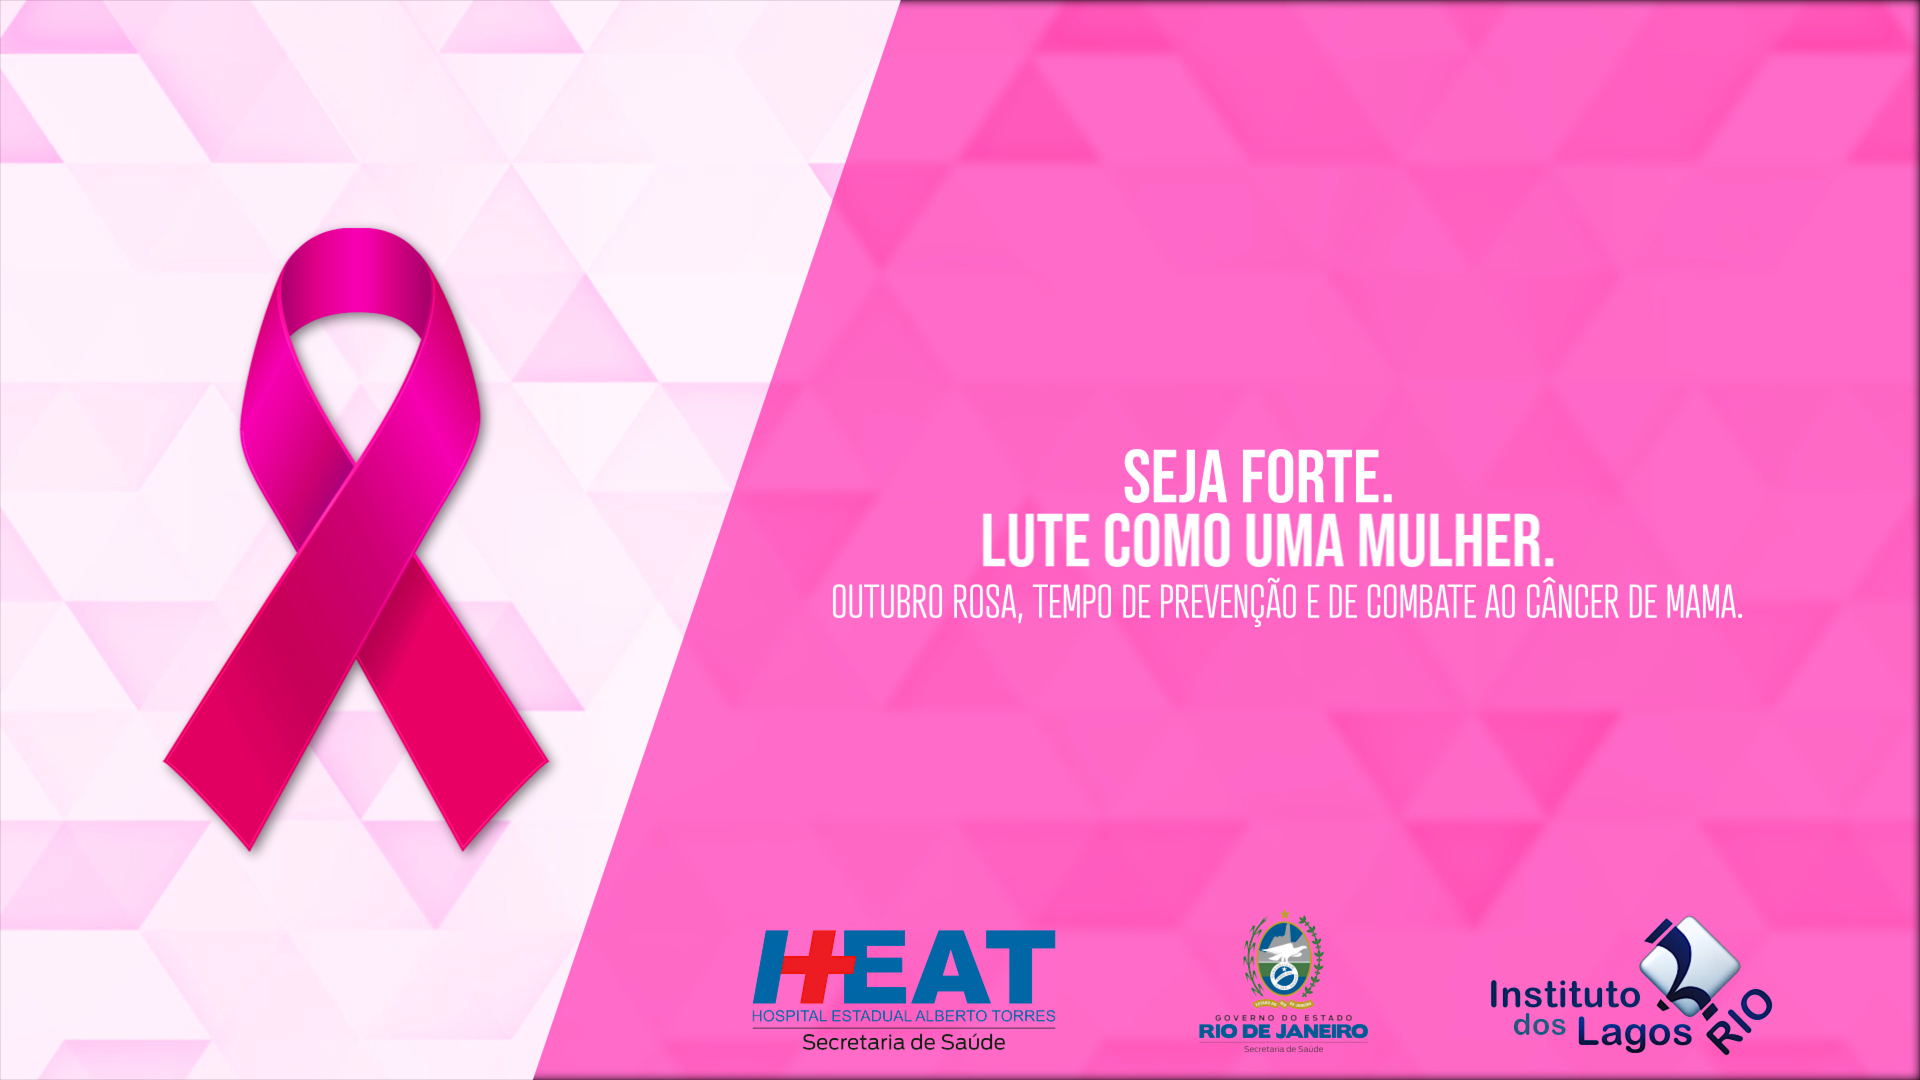 SEJA FORTE.
LUTE COMO UMA MULHER.
OUTUBRO ROSA, TEMPO DE PREVENÇÃO E DE COMBATE AO CÂNCER DE MAMA.
HEAT
HOSPITAL ESTADUAL ALBERTO TORRES
Secretaria de Saúde
GOVERNO DO ESTADO
RIO DE JANEIRO
Secretaria de Saúde
Instituto
dos Lagos
RIO